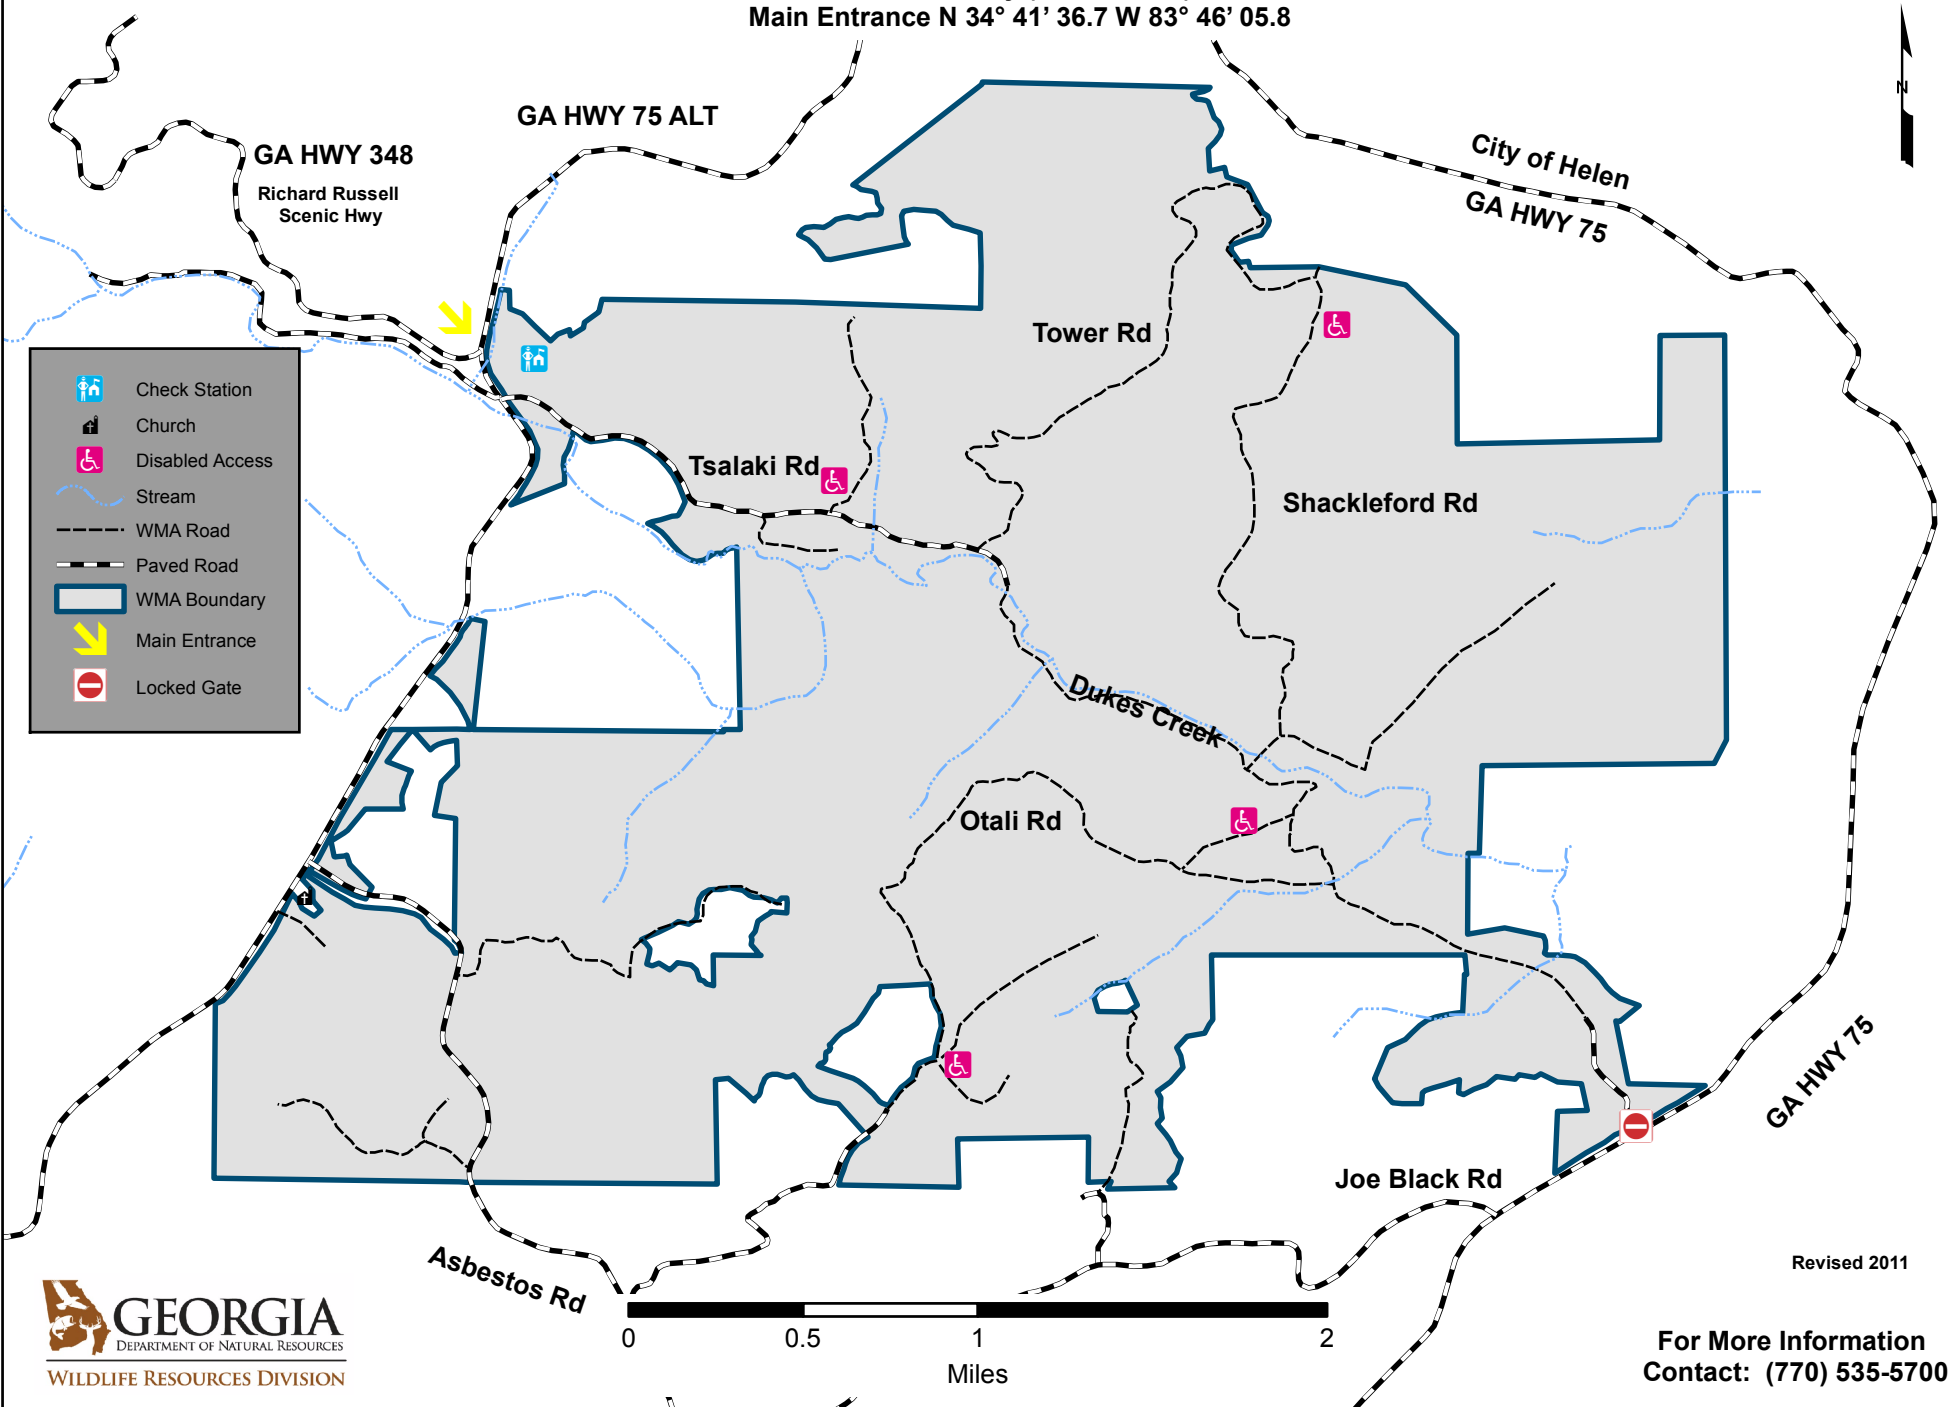 Main Entrance N 34° 41’ 36.7 W 83° 46’ 05.8
GA HWY 75 ALT
GA HWY 348
Richard Russell
Scenic Hwy
City of Helen
GA HWY 75
N
Tower Rd
Tsalaki Rd
Shackleford Rd
Check Station
Church
Disabled Access
Stream
WMA Road
Paved Road
WMA Boundary
Main Entrance
Locked Gate
Dukes Creek
Otali Rd
GA HWY 75
Joe Black Rd
Asbestos Rd
Revised 2011
GEORGIA
DEPARTMENT OF NATURAL RESOURCES
WILDLIFE RESOURCES DIVISION
0 0.5 1 2
Miles
For More Information
Contact: (770) 535-5700